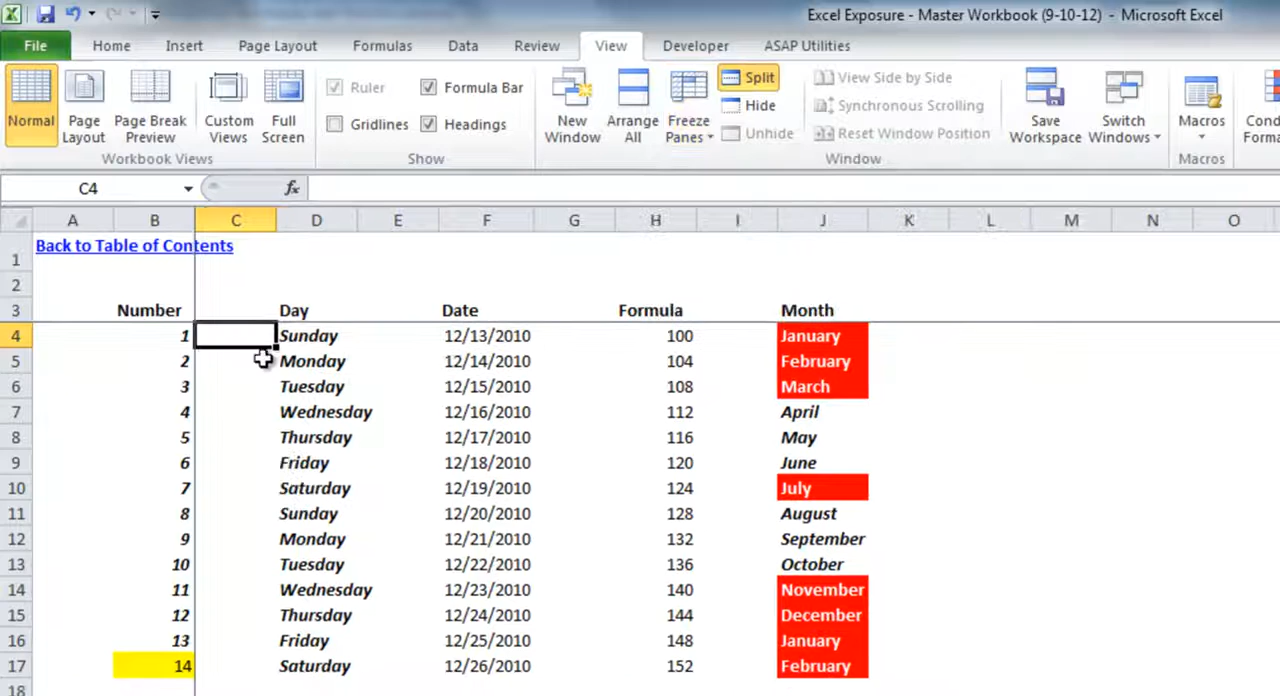 Excel Exposure - Master Workbook (9-10-12) - Microsoft Excel
File Home Insert Page Layout Formulas Data Review View Developer ASAP Utilities
Normal Page Layout Page Break Preview Custom Views Full Screen
Workbook Views
Ruler Formula Bar
Gridlines Headings
Show
New Window Arrange All Freeze Panes
Split View Side by Side
Hide Synchronous Scrolling
Unhide Reset Window Position
Save Workspace Switch Windows
Window
Macros
Macros
Cond
Forma
C4 fx
A B C D E F G H I J K L M N O
1 Back to Table of Contents
2
3 Number Day Date Formula Month
4 1 Sunday 12/13/2010 100 January
5 2 Monday 12/14/2010 104 February
6 3 Tuesday 12/15/2010 108 March
7 4 Wednesday 12/16/2010 112 April
8 5 Thursday 12/17/2010 116 May
9 6 Friday 12/18/2010 120 June
10 7 Saturday 12/19/2010 124 July
11 8 Sunday 12/20/2010 128 August
12 9 Monday 12/21/2010 132 September
13 10 Tuesday 12/22/2010 136 October
14 11 Wednesday 12/23/2010 140 November
15 12 Thursday 12/24/2010 144 December
16 13 Friday 12/25/2010 148 January
17 14 Saturday 12/26/2010 152 February
18